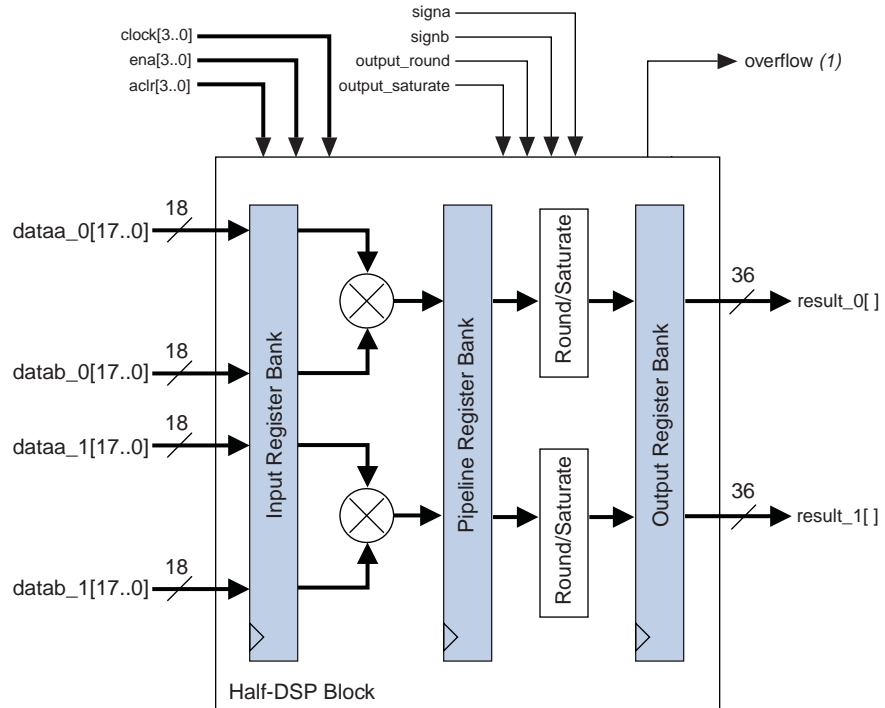 signa
clock[3..0]
signb
ena[3..0]
output_round
overflow (1)
aclr[3..0]
output_saturate
18
dataa_0[17..0]
36
result_0[ ]
18
datab_0[17..0]
18
dataa_1[17..0]
36
result_1[ ]
18
datab_1[17..0]
Input Register Bank
Pipeline Register Bank
Round/Saturate
Round/Saturate
Output Register Bank
Half-DSP Block